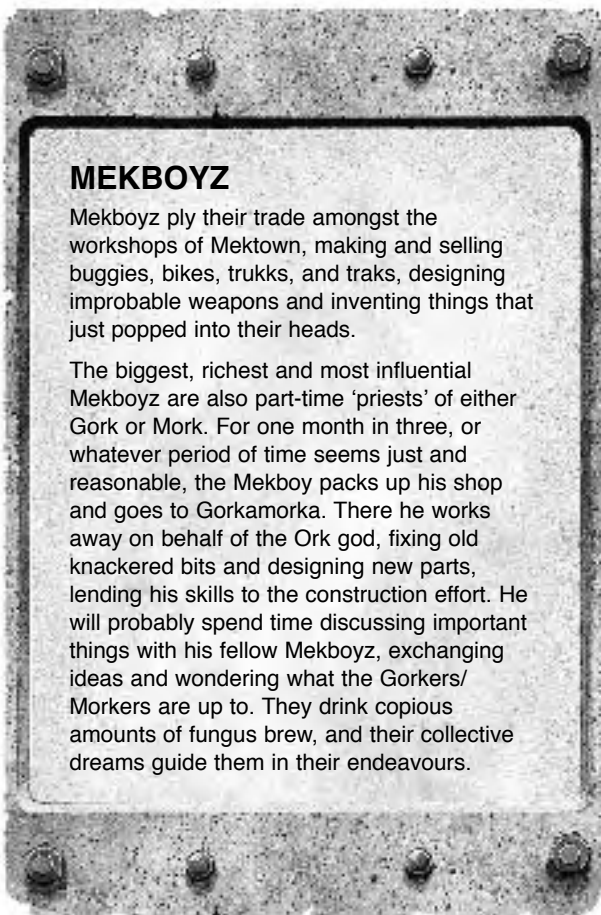 MEKBOYZ
Mekboyz ply their trade amongst the
workshops of Mektown, making and selling
buggies, bikes, trukks, and traks, designing
improbable weapons and inventing things that
just popped into their heads.
The biggest, richest and most influential
Mekboyz are also part-time ‘priests’ of either
Gork or Mork. For one month in three, or
whatever period of time seems just and
reasonable, the Mekboy packs up his shop
and goes to Gorkamorka. There he works
away on behalf of the Ork god, fixing old
knackered bits and designing new parts,
lending his skills to the construction effort. He
will probably spend time discussing important
things with his fellow Mekboyz, exchanging
ideas and wondering what the Gorkers/
Morkers are up to. They drink copious
amounts of fungus brew, and their collective
dreams guide them in their endeavours.